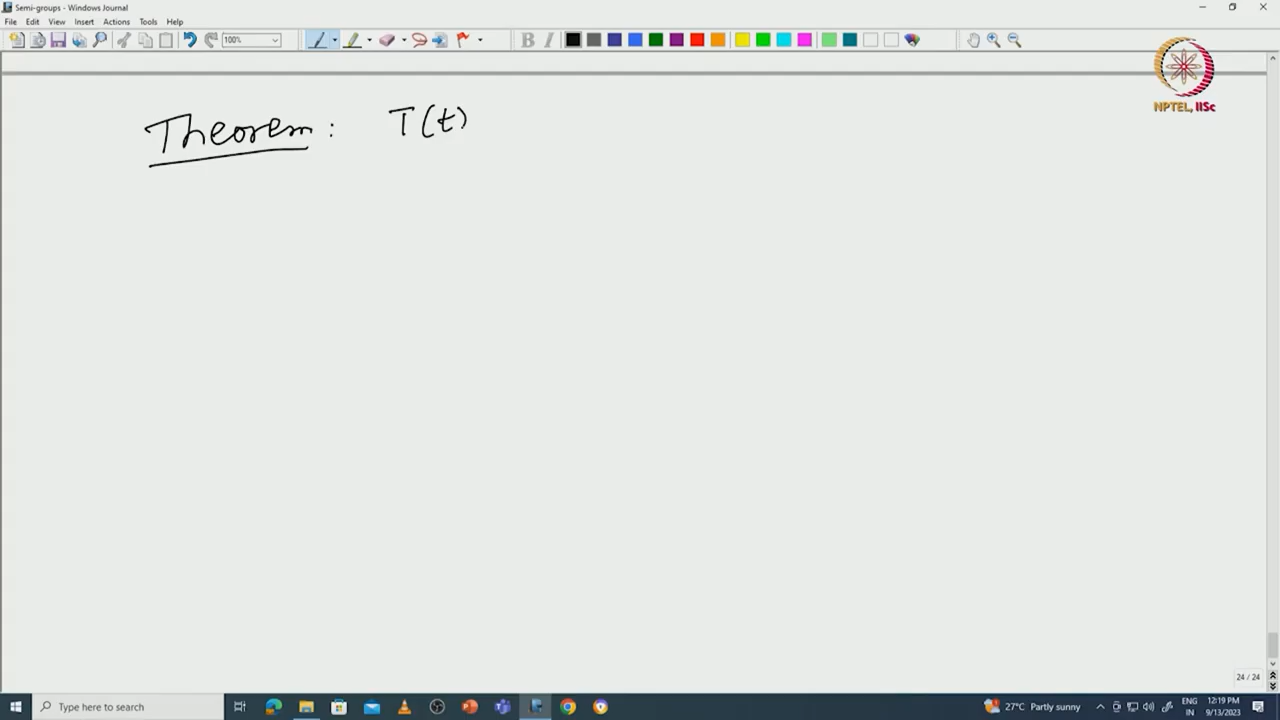 Semi-groups - Windows Journal
File Edit View Insert Actions Tools Help
100% B I
NPTEL, IISc
Theorem : T(t)
24 / 24
Type here to search 27°C Partly sunny ENG 12:19 PM
IN 9/13/2023